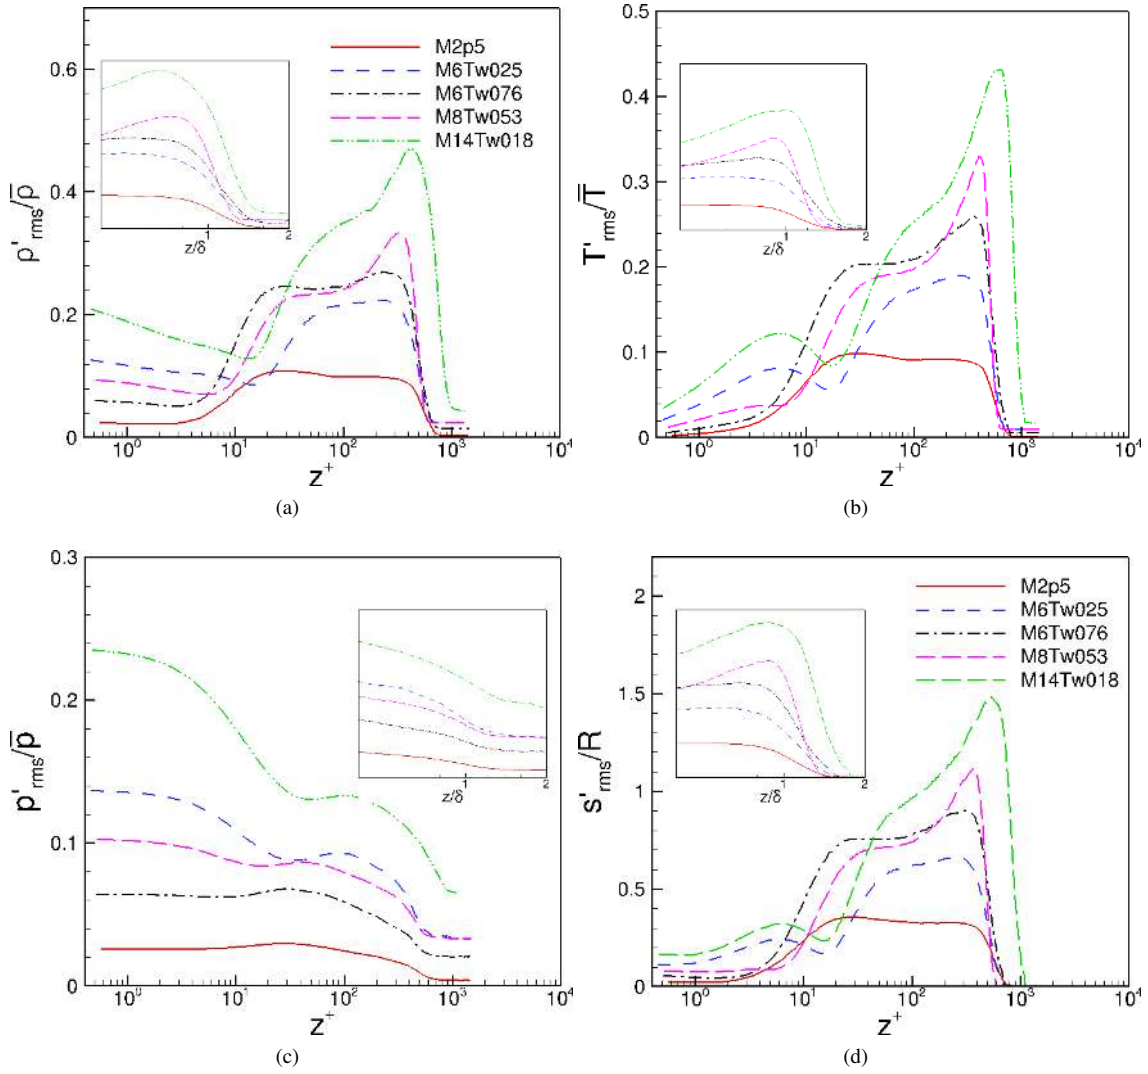 0.6
0.4
0.2
0
ρ'rms/ρ̅
M2p5
M6Tw025
M6Tw076
M8Tw053
M14Tw018
z/δ
1
2
10⁰
10¹
10²
10³
10⁴
z⁺
(a)
0.5
0.4
0.3
0.2
0.1
0
T'rms/T̅
z/δ
1
2
10⁰
10¹
10²
10³
10⁴
z⁺
(b)
0.3
0.2
0.1
0
p'rms/p̅
z/δ
1
2
10⁰
10¹
10²
10³
10⁴
z⁺
(c)
2
1.5
1
0.5
0
s'rms/R
M2p5
M6Tw025
M6Tw076
M8Tw053
M14Tw018
z/δ
1
2
10⁰
10¹
10²
10³
10⁴
z⁺
(d)